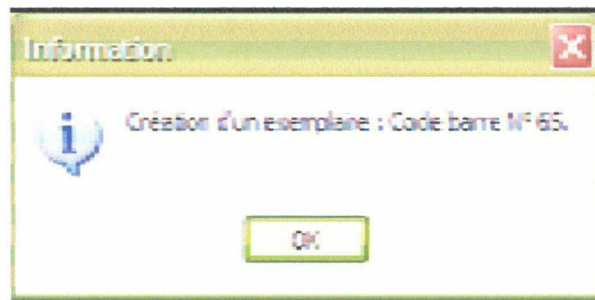 Information
Création d'un exemplaire : Code barre N° 65.
OK